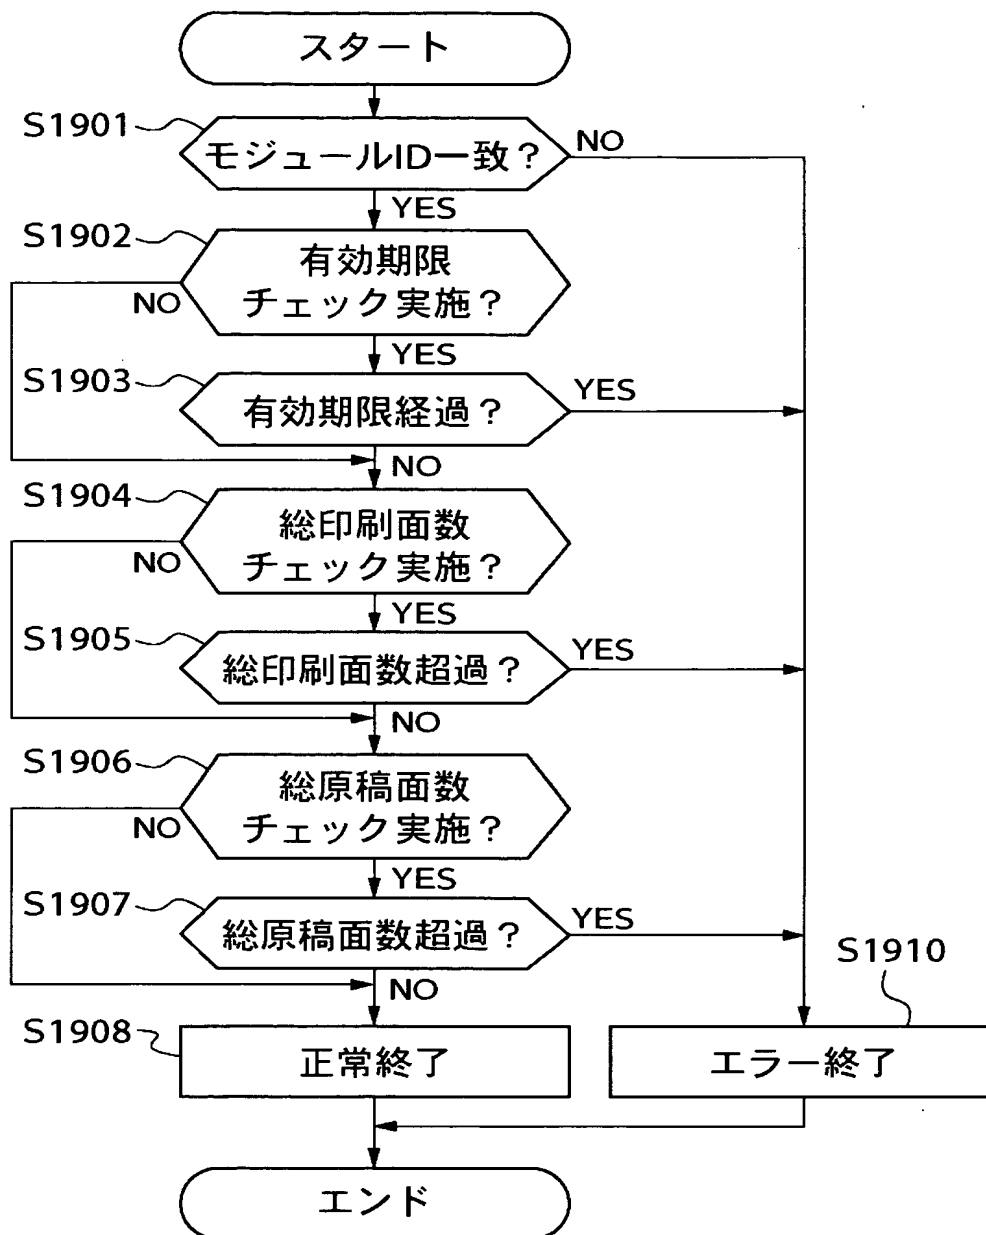 スタート
S1901
モジュールID一致？
NO
YES
S1902
有効期限
チェック実施？
NO
YES
S1903
有効期限経過？
YES
NO
S1904
総印刷面数
チェック実施？
NO
YES
S1905
総印刷面数超過？
YES
NO
S1906
総原稿面数
チェック実施？
NO
YES
S1907
総原稿面数超過？
YES
NO
S1910
S1908
正常終了
エラー終了
エンド